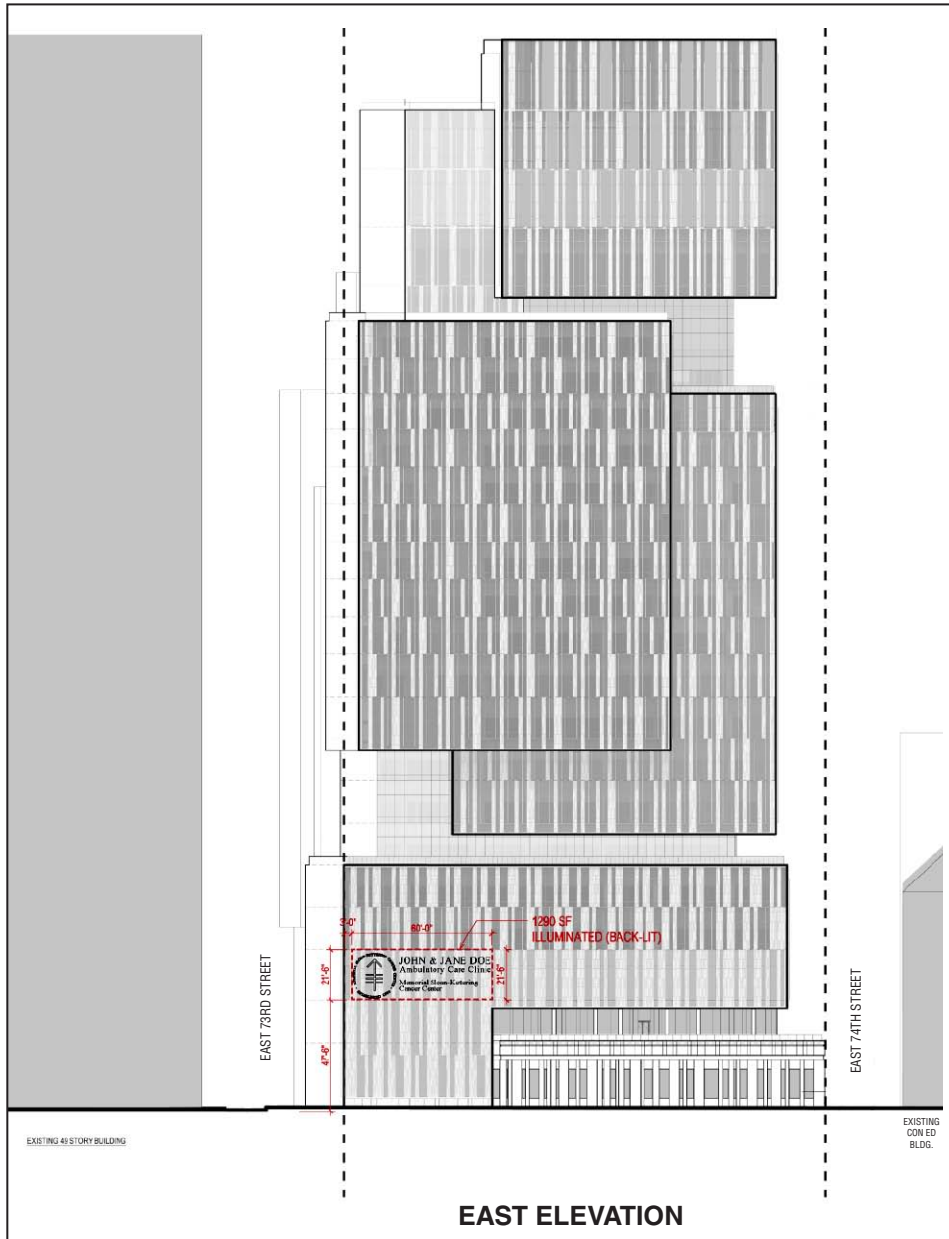 3'-0"
60'-0"
1290 SF
ILLUMINATED (BACK-LIT)
21'-6"
JOHN & JANE DOE
Ambulatory Care Clinic
Memorial Sloan-Kettering
Cancer Center
21'-6"
47'-6"
EAST 73RD STREET
EAST 74TH STREET
EXISTING 49 STORY BUILDING
EXISTING
CON ED
BLDG.
EAST ELEVATION